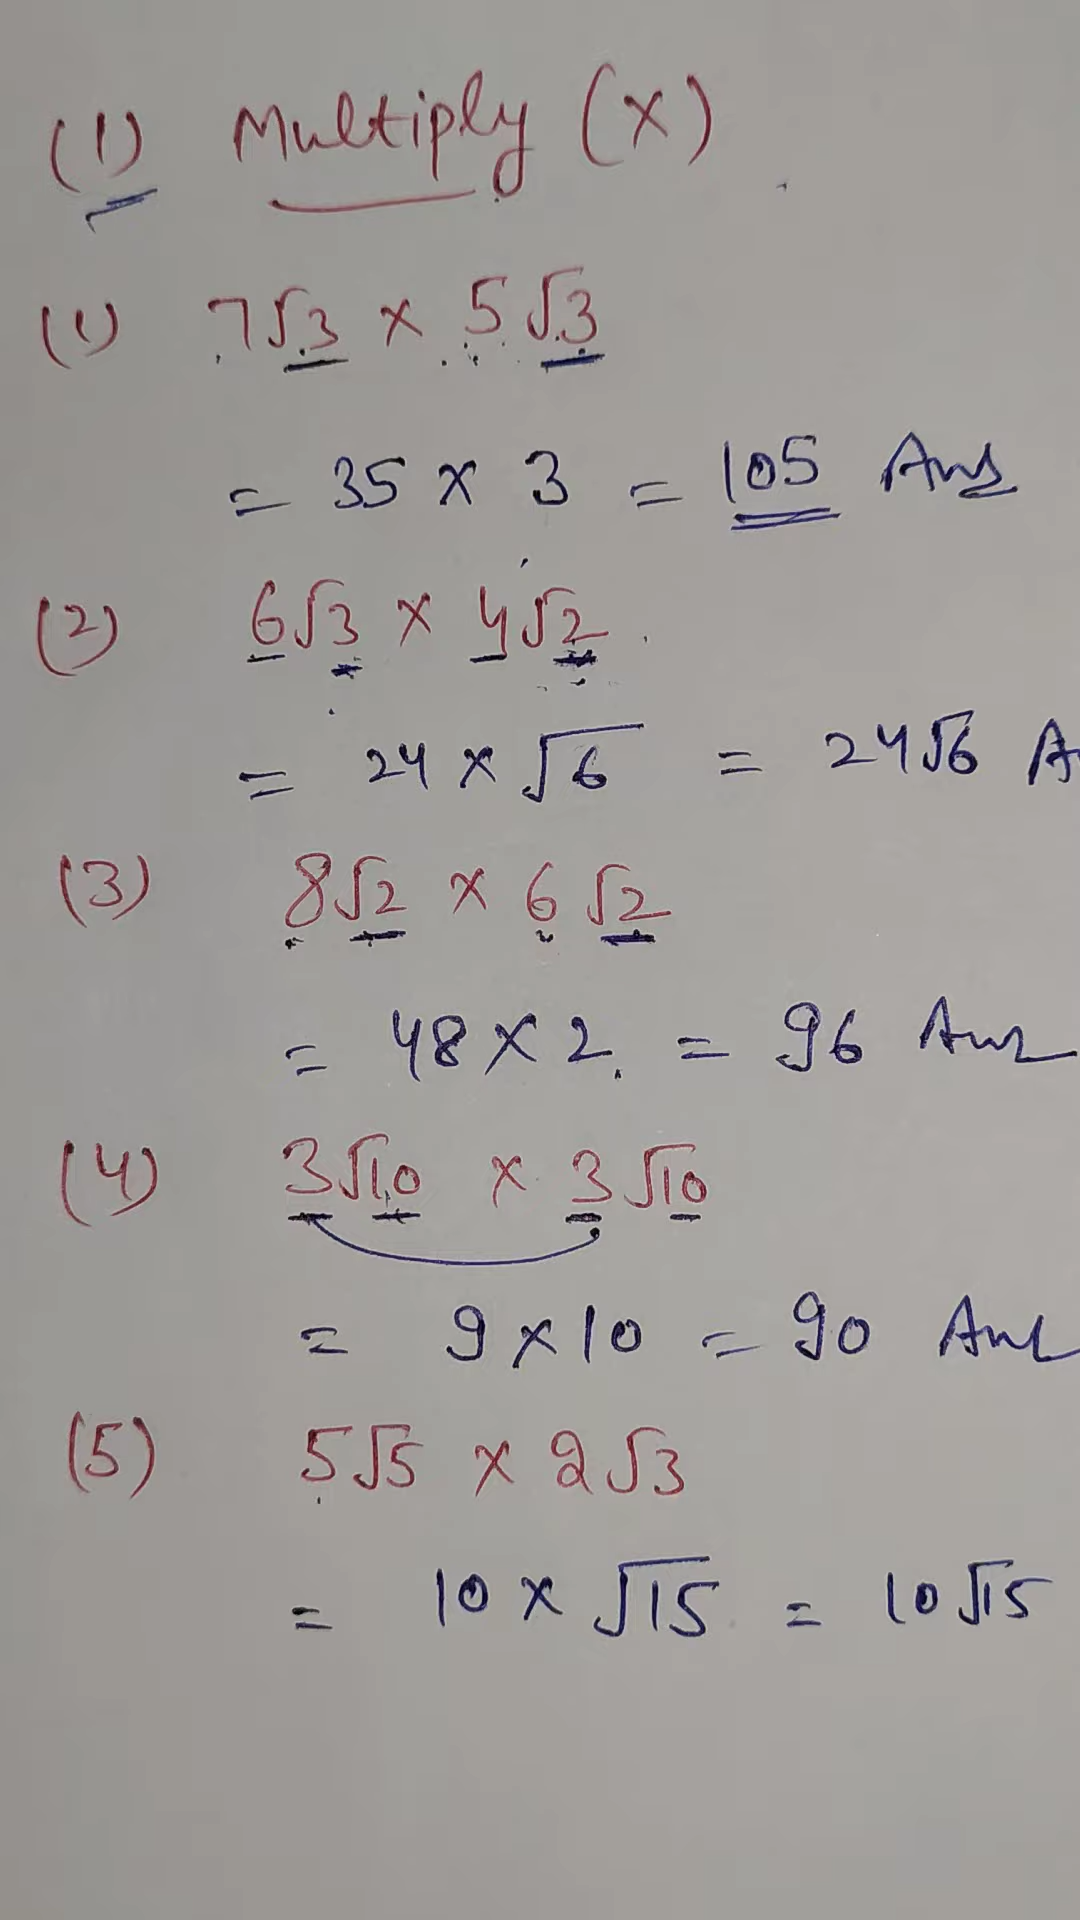 (1) Multiply (×)
(1) 7√3 × 5√3
= 35 × 3 = 105 Ans
(2) 6√3 × 4√2
= 24 × √6 = 24√6 A
(3) 8√2 × 6√2
= 48 × 2 = 96 Ans
(4) 3√10 × 3√10
= 9 × 10 = 90 Ans
(5) 5√5 × 2√3
= 10 × √15 = 10√15